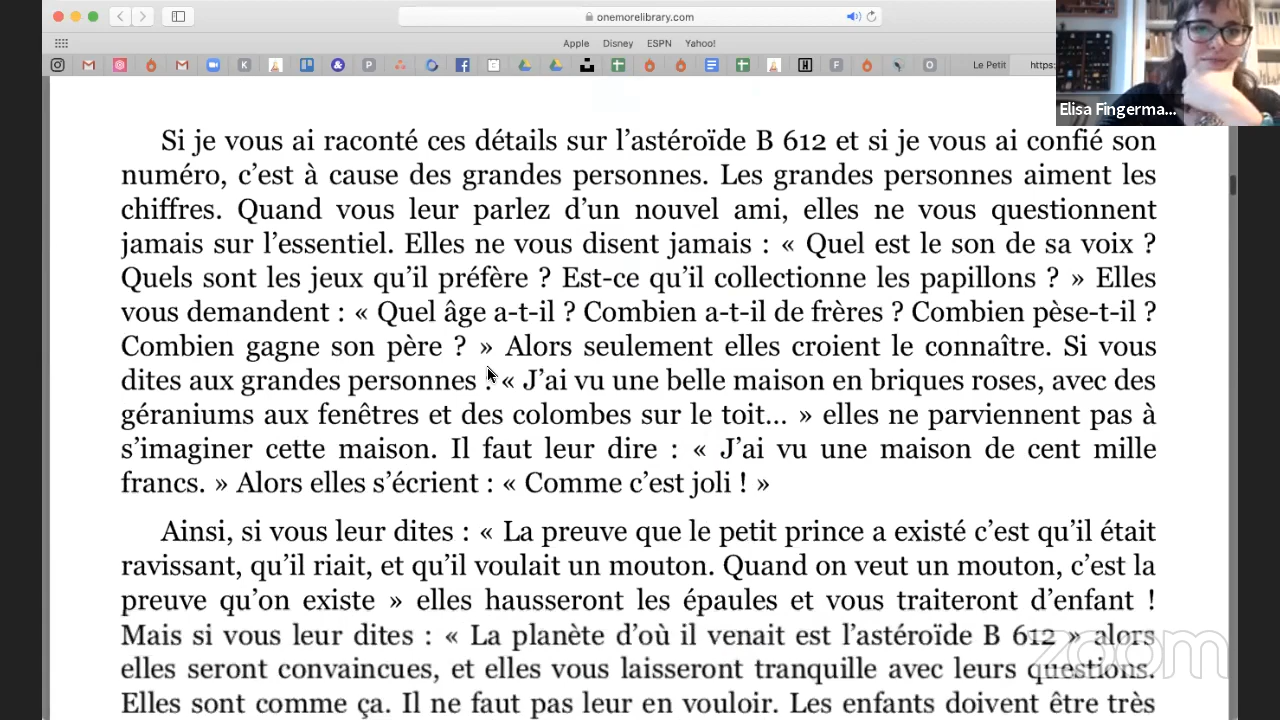 onemorelibrary.com
Apple Disney ESPN Yahoo!
Le Petit https:
Elisa Fingerma...
Si je vous ai raconté ces détails sur l’astéroïde B 612 et si je vous ai confié son
numéro, c’est à cause des grandes personnes. Les grandes personnes aiment les
chiffres. Quand vous leur parlez d’un nouvel ami, elles ne vous questionnent
jamais sur l’essentiel. Elles ne vous disent jamais : « Quel est le son de sa voix ?
Quels sont les jeux qu’il préfère ? Est-ce qu’il collectionne les papillons ? » Elles
vous demandent : « Quel âge a-t-il ? Combien a-t-il de frères ? Combien pèse-t-il ?
Combien gagne son père ? » Alors seulement elles croient le connaître. Si vous
dites aux grandes personnes : « J’ai vu une belle maison en briques roses, avec des
géraniums aux fenêtres et des colombes sur le toit... » elles ne parviennent pas à
s’imaginer cette maison. Il faut leur dire : « J’ai vu une maison de cent mille
francs. » Alors elles s’écrient : « Comme c’est joli ! »
Ainsi, si vous leur dites : « La preuve que le petit prince a existé c’est qu’il était
ravissant, qu’il riait, et qu’il voulait un mouton. Quand on veut un mouton, c’est la
preuve qu’on existe » elles hausseront les épaules et vous traiteront d’enfant !
Mais si vous leur dites : « La planète d’où il venait est l’astéroïde B 612 » alors
elles seront convaincues, et elles vous laisseront tranquille avec leurs questions.
Elles sont comme ça. Il ne faut pas leur en vouloir. Les enfants doivent être très
zoom